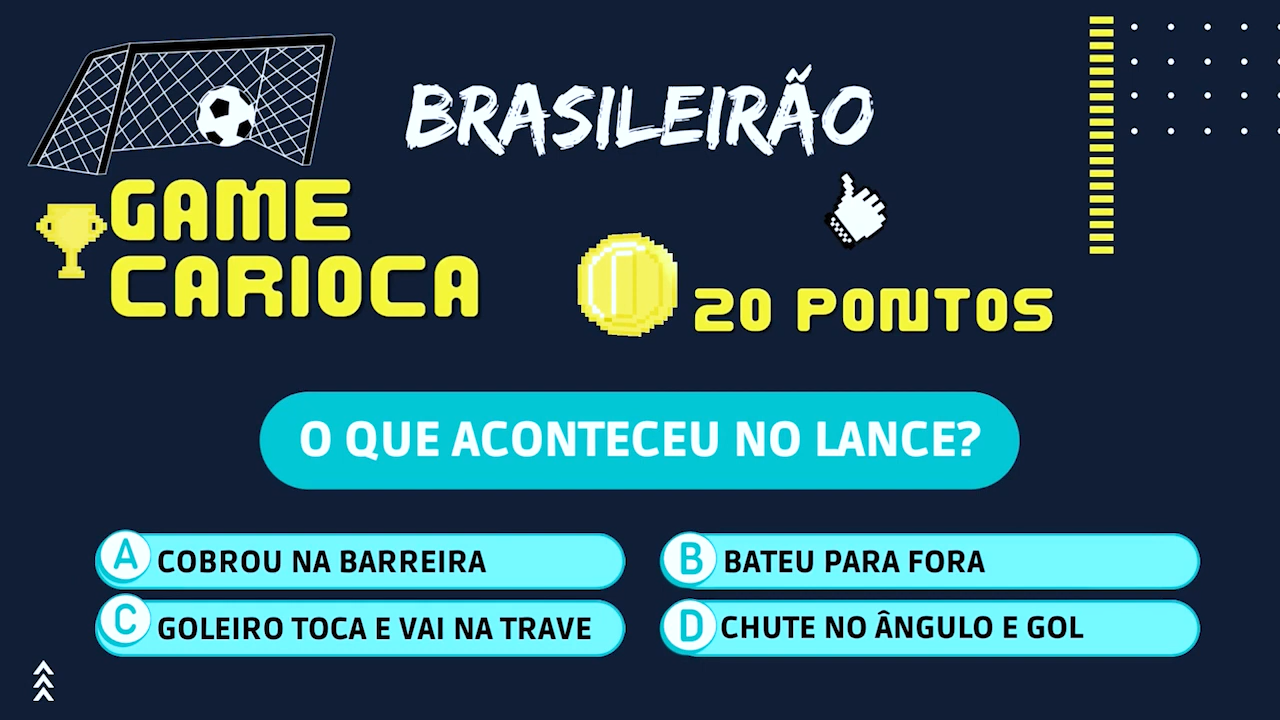 BRASILEIRÃO
GAME
CARIOCA
20 PONTOS
O QUE ACONTECEU NO LANCE?
A COBROU NA BARREIRA
B BATEU PARA FORA
C GOLEIRO TOCA E VAI NA TRAVE
D CHUTE NO ÂNGULO E GOL